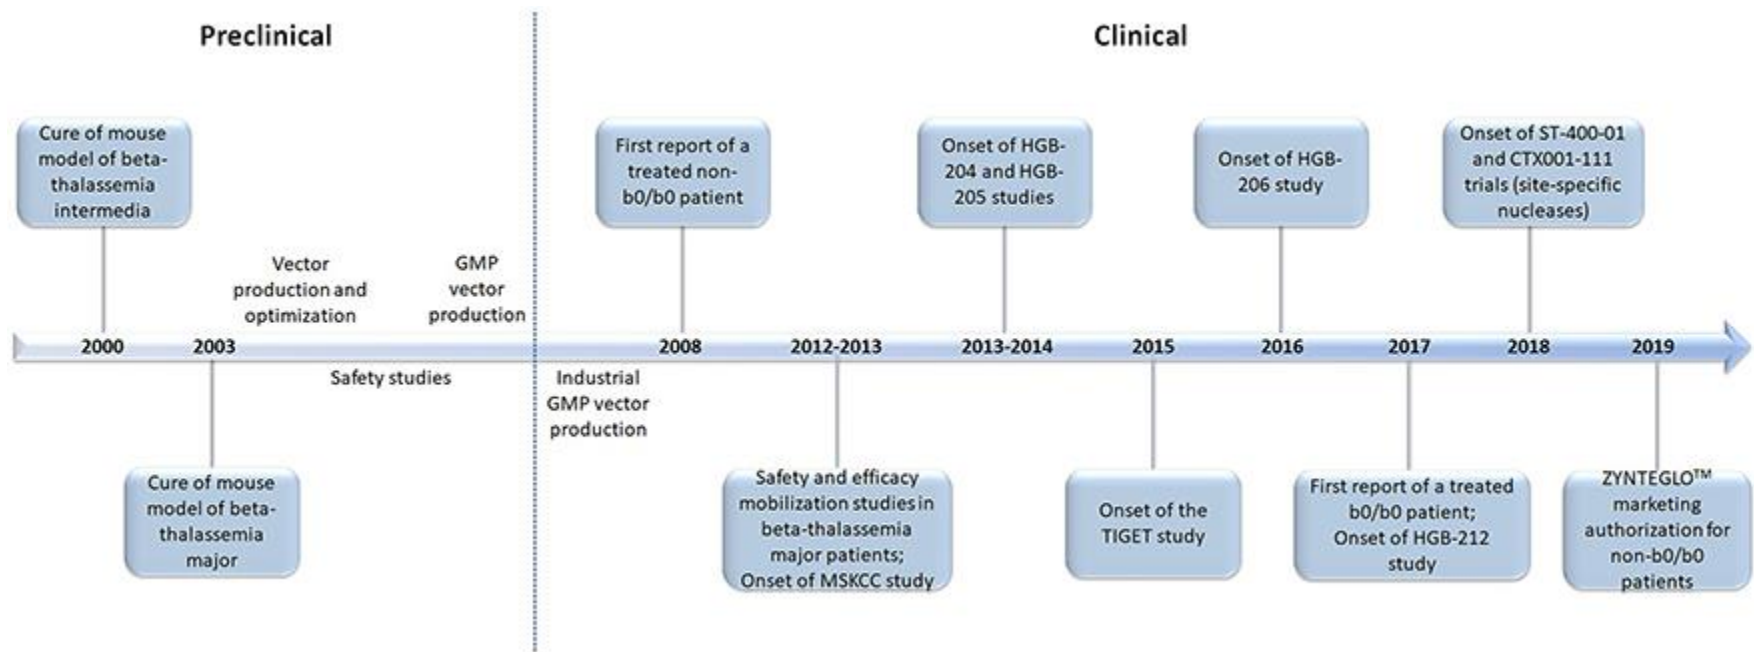 Preclinical
Clinical
Cure of mouse
model of beta-
thalassemia
intermedia
First report of a
treated non-
b0/b0 patient
Onset of HGB-
204 and HGB-
205 studies
Onset of HGB-
206 study
Onset of ST-400-01
and CTX001-111
trials (site-specific
nucleases)
Vector
production and
optimization
GMP
vector
production
2000
2003
2008
2012-2013
2013-2014
2015
2016
2017
2018
2019
Safety studies
Industrial
GMP vector
production
Cure of mouse
model of beta-
thalassemia
major
Safety and efficacy
mobilization studies in
beta-thalassemia
major patients;
Onset of MSKCC study
Onset of the
TIGET study
First report of a treated
b0/b0 patient;
Onset of HGB-212
study
ZYNTEGLO™
marketing
authorization for
non-b0/b0
patients